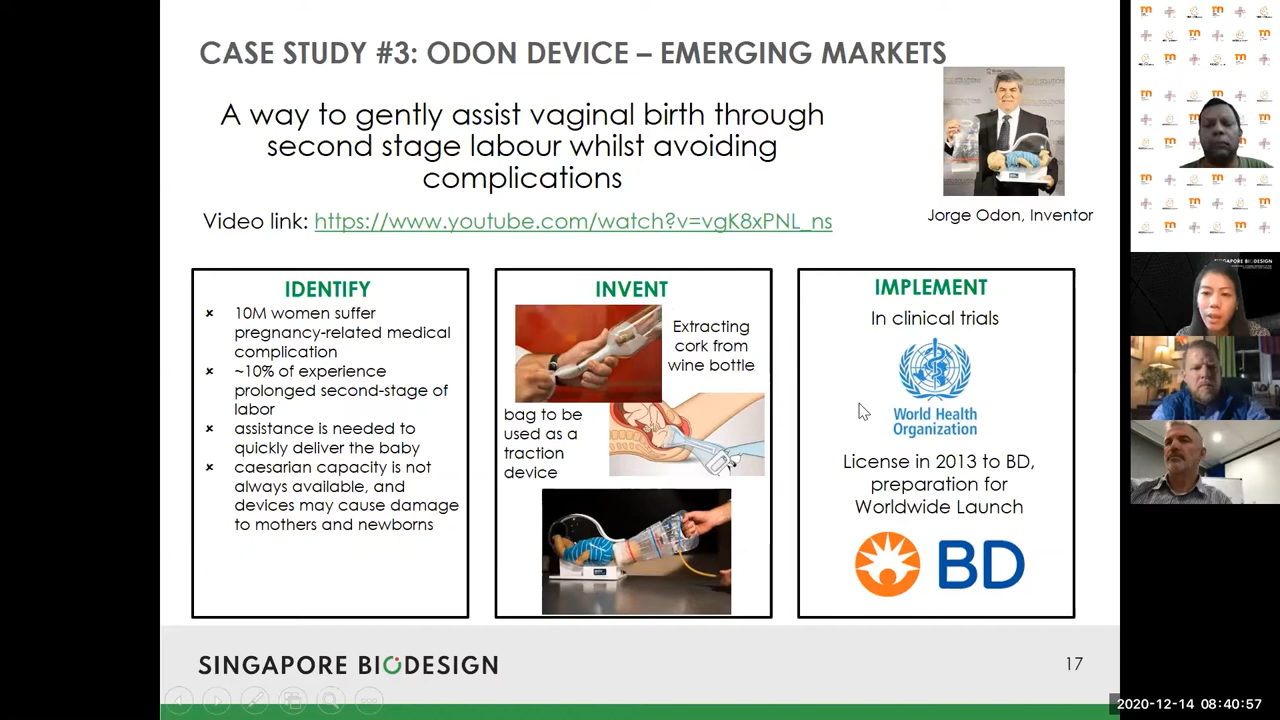 CASE STUDY #3: ODON DEVICE – EMERGING MARKETS
A way to gently assist vaginal birth through
second stage labour whilst avoiding
complications
Video link: https://www.youtube.com/watch?v=vgK8xPNL_ns
Jorge Odon, Inventor
IDENTIFY
10M women suffer
pregnancy-related medical
complication
~10% of experience
prolonged second-stage of
labor
assistance is needed to
quickly deliver the baby
caesarian capacity is not
always available, and
devices may cause damage
to mothers and newborns
INVENT
Extracting
cork from
wine bottle
bag to be
used as a
traction
device
IMPLEMENT
In clinical trials
World Health
Organization
License in 2013 to BD,
preparation for
Worldwide Launch
BD
SINGAPORE BIODESIGN
17
SINGAPORE BIODESIGN
2020-12-14 08:40:57